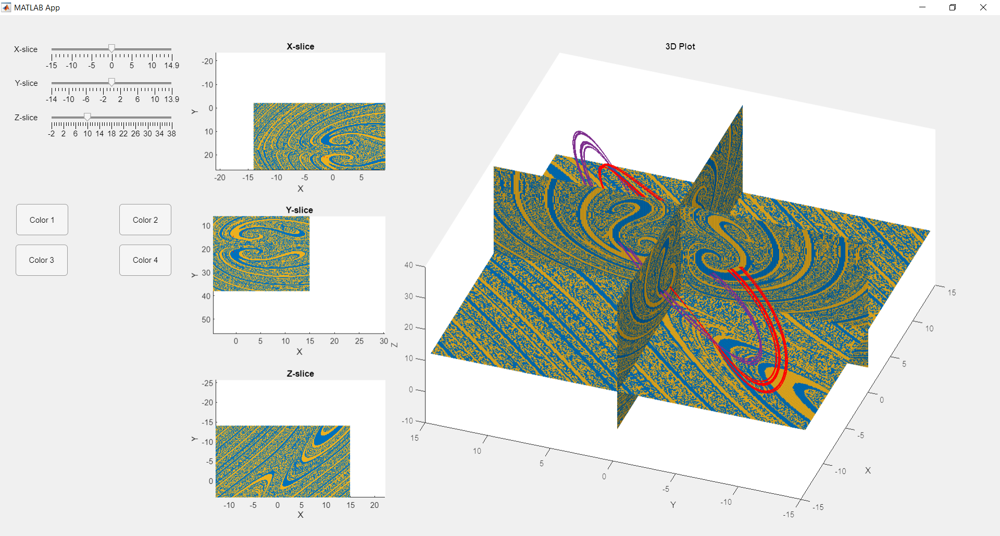 MATLAB App
X-slice
-15 -10 -5 0 5 10 14.9
Y-slice
-14 -10 -6 -2 2 6 10 13.9
Z-slice
-2 2 6 10 14 18 22 26 30 34 38
Color 1 Color 2
Color 3 Color 4
X-slice
-20
-10
0
10
20
Y
-20 -15 -10 -5 0 5
X
Y-slice
10
20
30
40
50
Y
0 5 10 15 20 25 30
X
Z-slice
-25
-20
-15
-10
-5
0
Y
-10 -5 0 5 10 15 20
X
3D Plot
40
30
20
10
0
-10
Z
15 10 5 0 -5 -10 -15
Y
15
10
5
0
-5
-10
-15
X